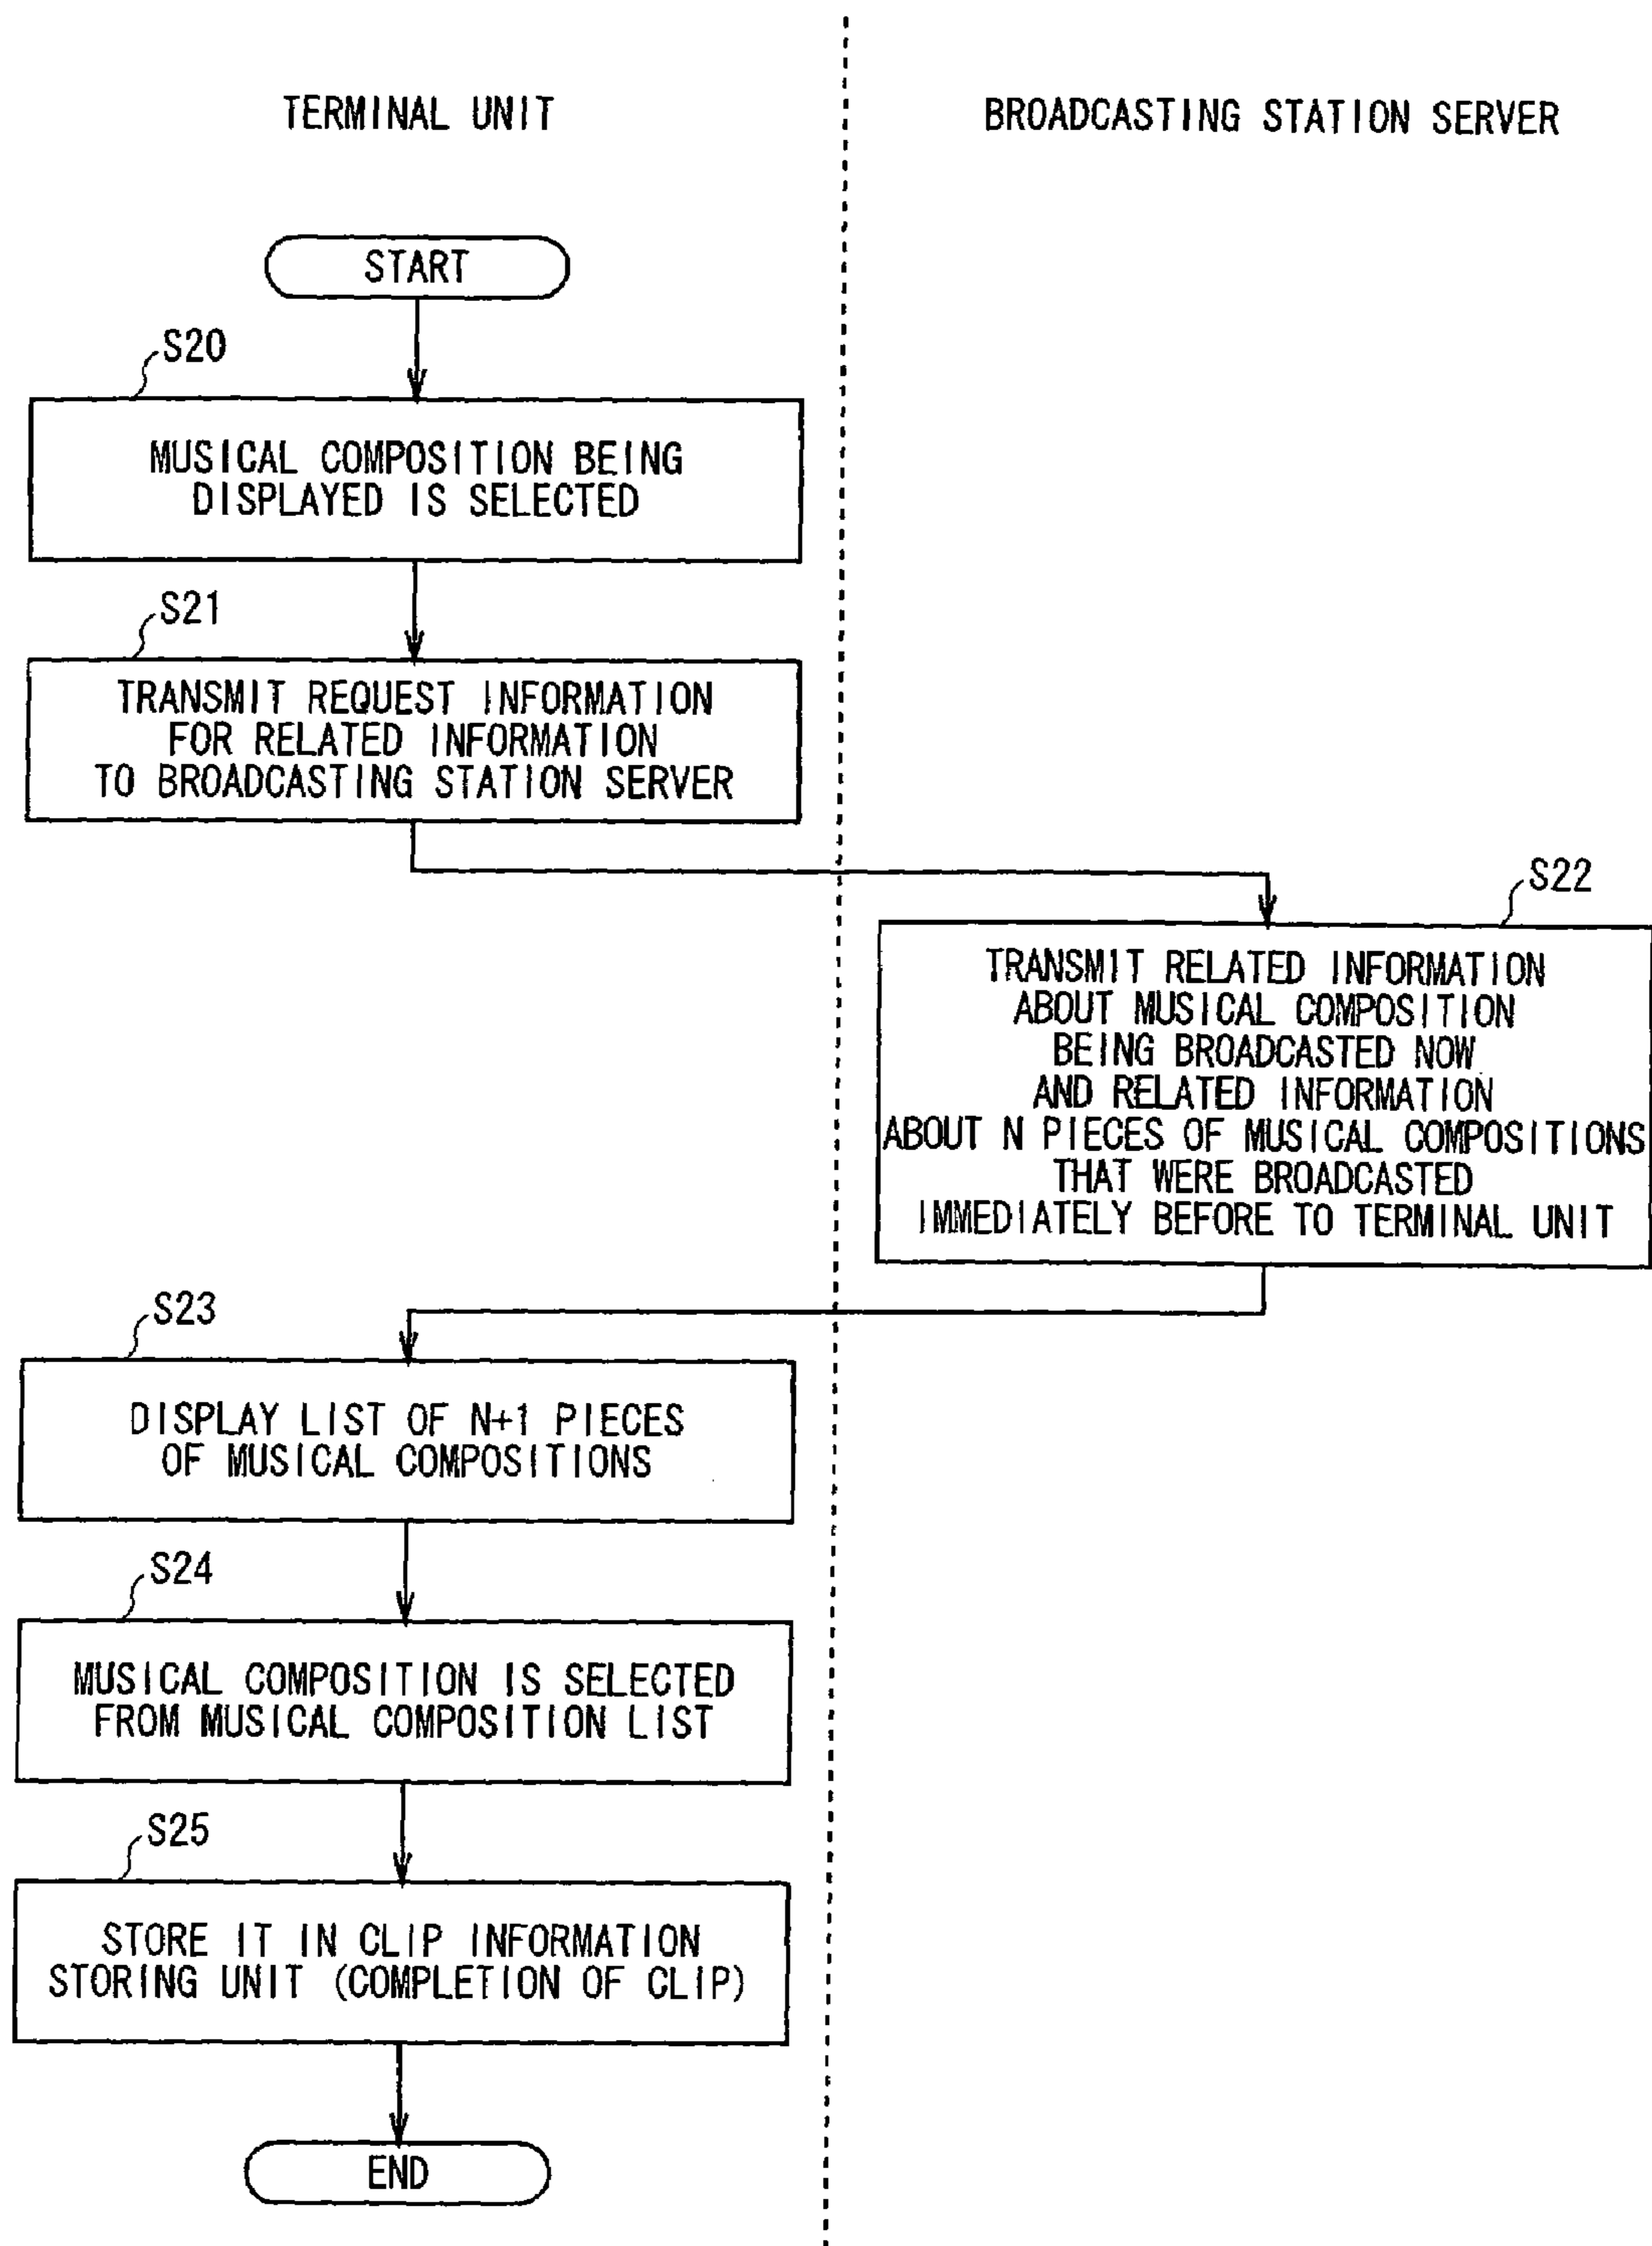 TERMINAL UNIT
BROADCASTING STATION SERVER
START
S20
MUSICAL COMPOSITION BEING
DISPLAYED IS SELECTED
S21
TRANSMIT REQUEST INFORMATION
FOR RELATED INFORMATION
TO BROADCASTING STATION SERVER
S22
TRANSMIT RELATED INFORMATION
ABOUT MUSICAL COMPOSITION
BEING BROADCASTED NOW
AND RELATED INFORMATION
ABOUT N PIECES OF MUSICAL COMPOSITIONS
THAT WERE BROADCASTED
IMMEDIATELY BEFORE TO TERMINAL UNIT
S23
DISPLAY LIST OF N+1 PIECES
OF MUSICAL COMPOSITIONS
S24
MUSICAL COMPOSITION IS SELECTED
FROM MUSICAL COMPOSITION LIST
S25
STORE IT IN CLIP INFORMATION
STORING UNIT (COMPLETION OF CLIP)
END